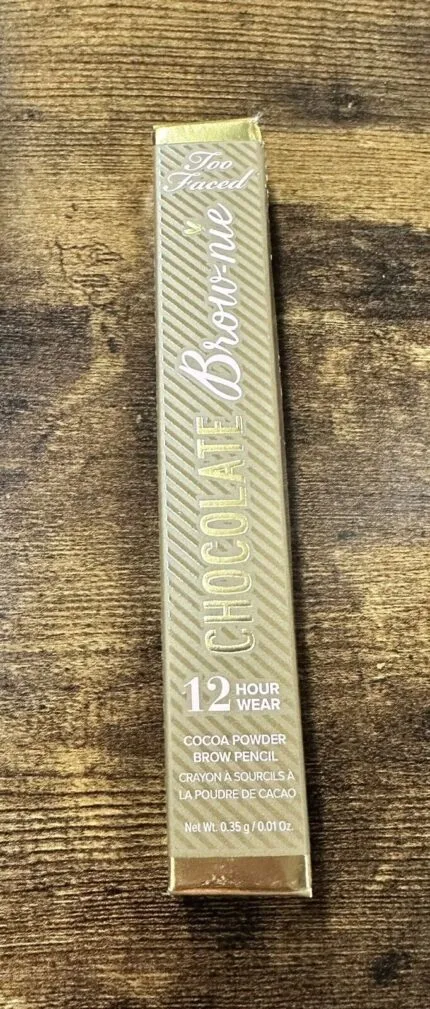 Too
Faced
CHOCOLATE Brow-nie
12 HOUR
WEAR
COCOA POWDER
BROW PENCIL
CRAYON À SOURCILS À
LA POUDRE DE CACAO
Net Wt. 0.35 g / 0.01 Oz.